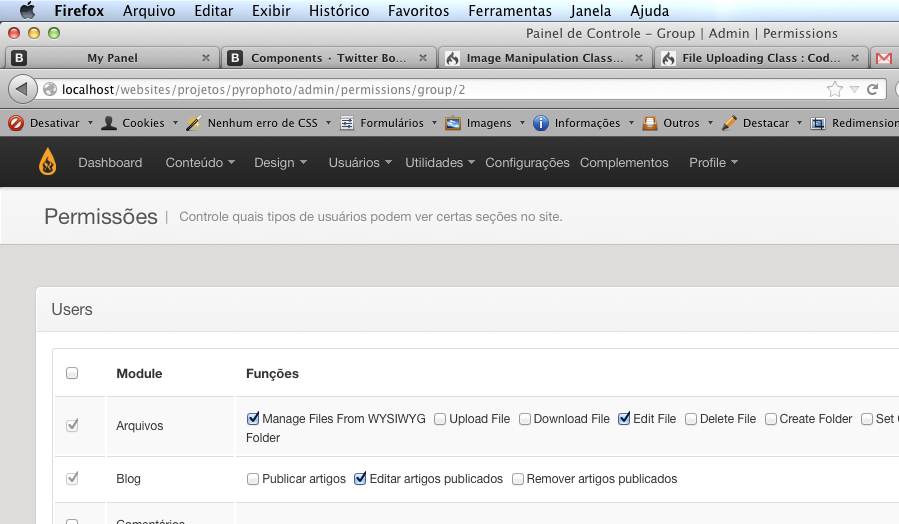 Firefox Arquivo Editar Exibir Histórico Favoritos Ferramentas Janela Ajuda
Painel de Controle – Group | Admin | Permissions
B My Panel B Components · Twitter Bo... Image Manipulation Class... File Uploading Class : Cod...
localhost/websites/projetos/pyrophoto/admin/permissions/group/2
Desativar Cookies Nenhum erro de CSS Formulários Imagens Informações Outros Destacar Redimension
Dashboard Conteúdo Design Usuários Utilidades Configurações Complementos Profile
Permissões | Controle quais tipos de usuários podem ver certas seções no site.
Users
Module Funções
Arquivos Manage Files From WYSIWYG Upload File Download File Edit File Delete File Create Folder Set
Folder
Blog Publicar artigos Editar artigos publicados Remover artigos publicados
Comentários